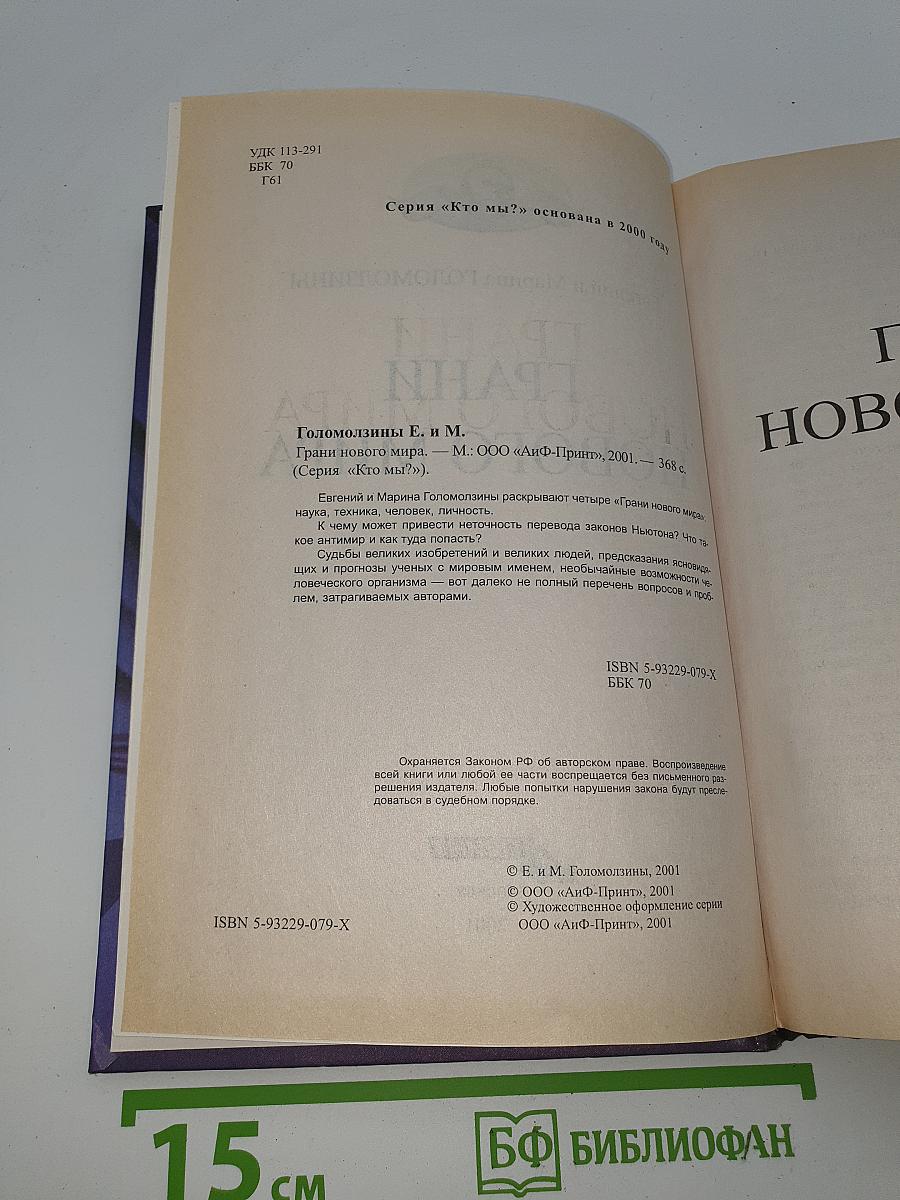 УДК 113-291
ББК 70
Г61
Серия «Кто мы?» основана в 2000 году
Голомолзины Е. и М.
Грани нового мира. — М.: ООО «АиФ-Принт», 2001. — 368 с.
(Серия «Кто мы?»).
Евгений и Марина Голомолзины раскрывают четыре «Грани нового мира»:
наука, техника, человек, личность.
К чему может привести неточность перевода законов Ньютона? Что та-
кое антимир и как туда попасть?
Судьбы великих изобретений и великих людей, предсказания ясновидя-
щих и прогнозы ученых с мировым именем, необычайные возможности че-
ловеческого организма — вот далеко не полный перечень вопросов и проб-
лем, затрагиваемых авторами.
ISBN 5-93229-079-X
ББК 70
Охраняется Законом РФ об авторском праве. Воспроизведение
всей книги или любой ее части воспрещается без письменного раз-
решения издателя. Любые попытки нарушения закона будут пресле-
доваться в судебном порядке.
© Е. и М. Голомолзины, 2001
© ООО «АиФ-Принт», 2001
© Художественное оформление серии
ООО «АиФ-Принт», 2001
ISBN 5-93229-079-X
НОВО
15 см
БФ БИБЛИОФАН